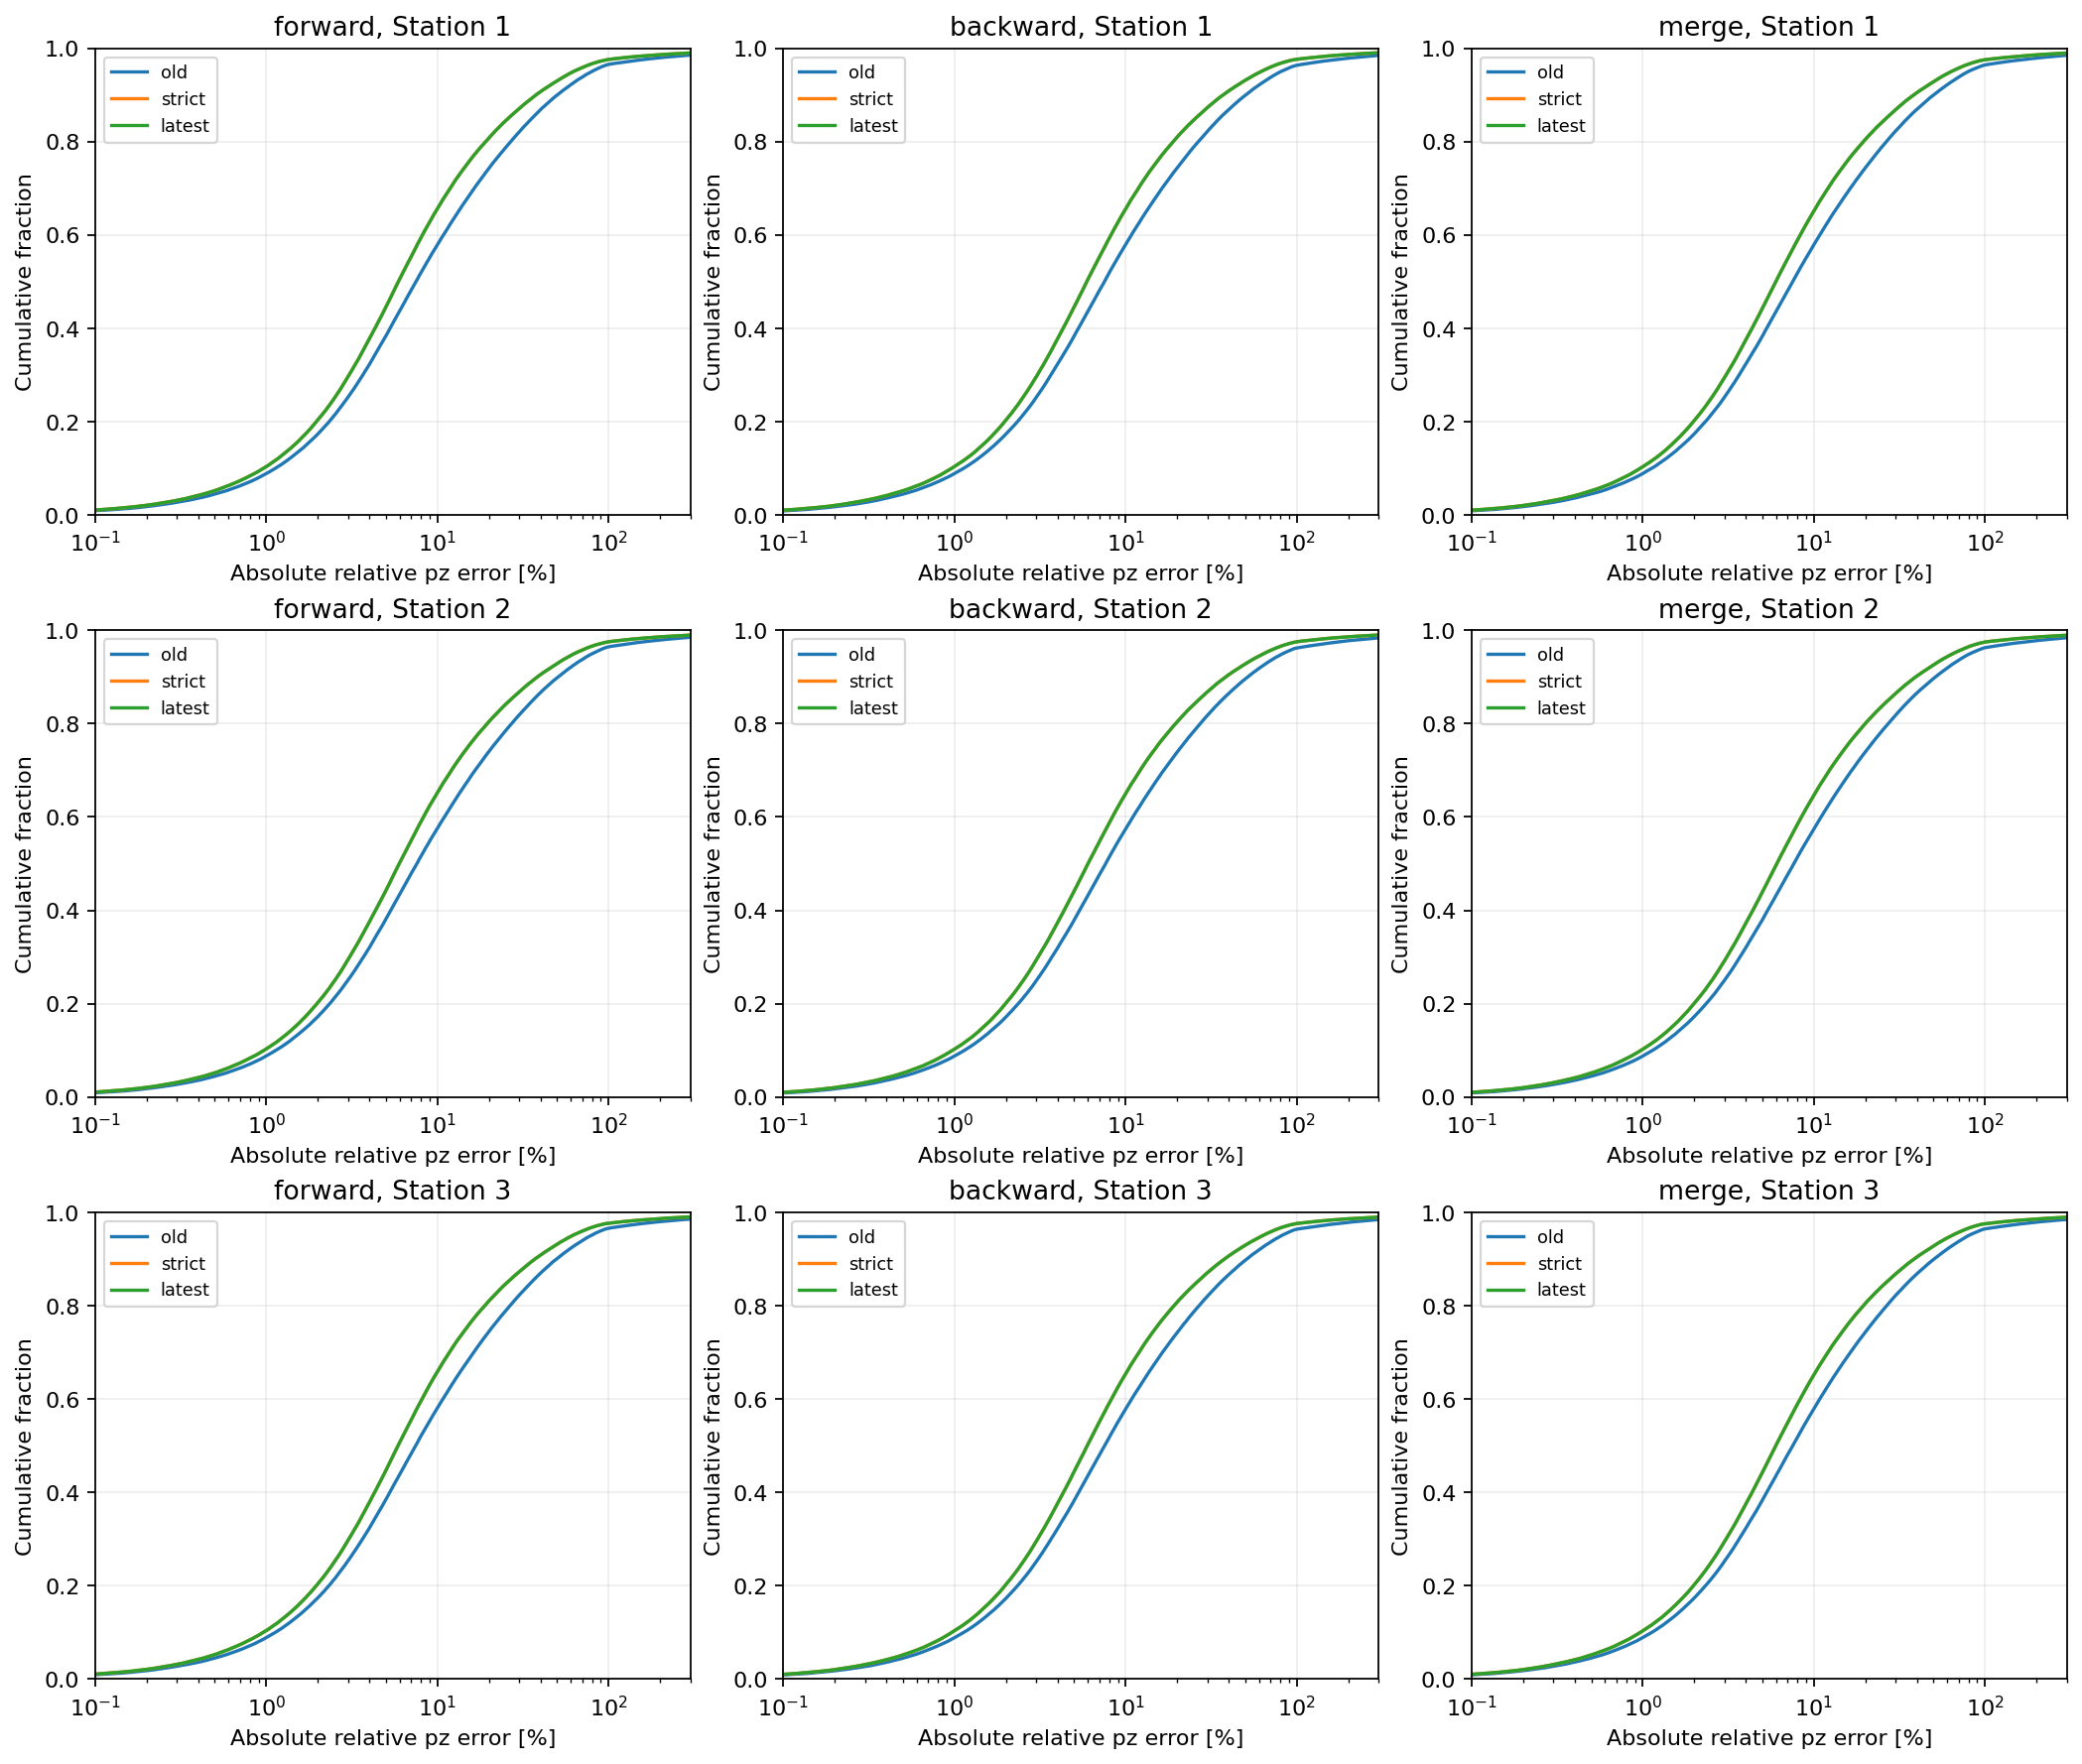 forward, Station 1
1.0
0.8
0.6
0.4
0.2
0.0
Cumulative fraction
old
strict
latest
10⁻¹ 10⁰ 10¹ 10²
Absolute relative pz error [%]
backward, Station 1
1.0
0.8
0.6
0.4
0.2
0.0
Cumulative fraction
old
strict
latest
10⁻¹ 10⁰ 10¹ 10²
Absolute relative pz error [%]
merge, Station 1
1.0
0.8
0.6
0.4
0.2
0.0
Cumulative fraction
old
strict
latest
10⁻¹ 10⁰ 10¹ 10²
Absolute relative pz error [%]
forward, Station 2
1.0
0.8
0.6
0.4
0.2
0.0
Cumulative fraction
old
strict
latest
10⁻¹ 10⁰ 10¹ 10²
Absolute relative pz error [%]
backward, Station 2
1.0
0.8
0.6
0.4
0.2
0.0
Cumulative fraction
old
strict
latest
10⁻¹ 10⁰ 10¹ 10²
Absolute relative pz error [%]
merge, Station 2
1.0
0.8
0.6
0.4
0.2
0.0
Cumulative fraction
old
strict
latest
10⁻¹ 10⁰ 10¹ 10²
Absolute relative pz error [%]
forward, Station 3
1.0
0.8
0.6
0.4
0.2
0.0
Cumulative fraction
old
strict
latest
10⁻¹ 10⁰ 10¹ 10²
Absolute relative pz error [%]
backward, Station 3
1.0
0.8
0.6
0.4
0.2
0.0
Cumulative fraction
old
strict
latest
10⁻¹ 10⁰ 10¹ 10²
Absolute relative pz error [%]
merge, Station 3
1.0
0.8
0.6
0.4
0.2
0.0
Cumulative fraction
old
strict
latest
10⁻¹ 10⁰ 10¹ 10²
Absolute relative pz error [%]